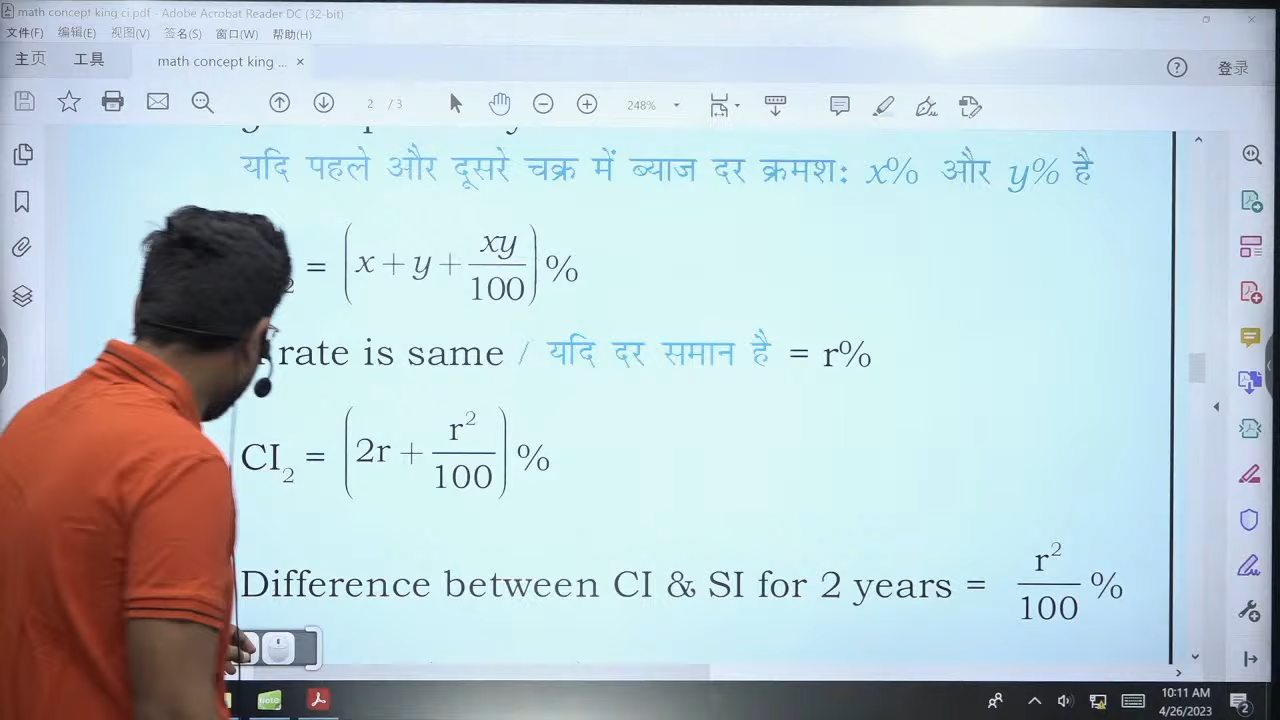 math concept king ci.pdf - Adobe Acrobat Reader DC (32-bit)
文件(F) 编辑(E) 视图(V) 签名(S) 窗口(W) 帮助(H)
主页 工具 math concept king ... × 登录
2 / 3 248%
यदि पहले और दूसरे चक्र में ब्याज दर क्रमशः x% और y% है
2 = (x + y + xy/100) %
rate is same / यदि दर समान है = r%
CI₂ = (2r + r²/100) %
Difference between CI & SI for 2 years = r²/100 %
10:11 AM
4/26/2023
2